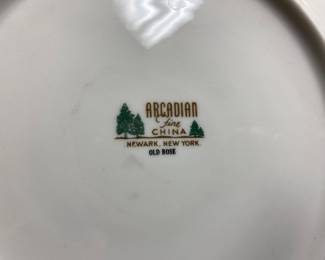 ARCADIAN
fine
CHINA
NEWARK, NEW YORK
OLD ROSE